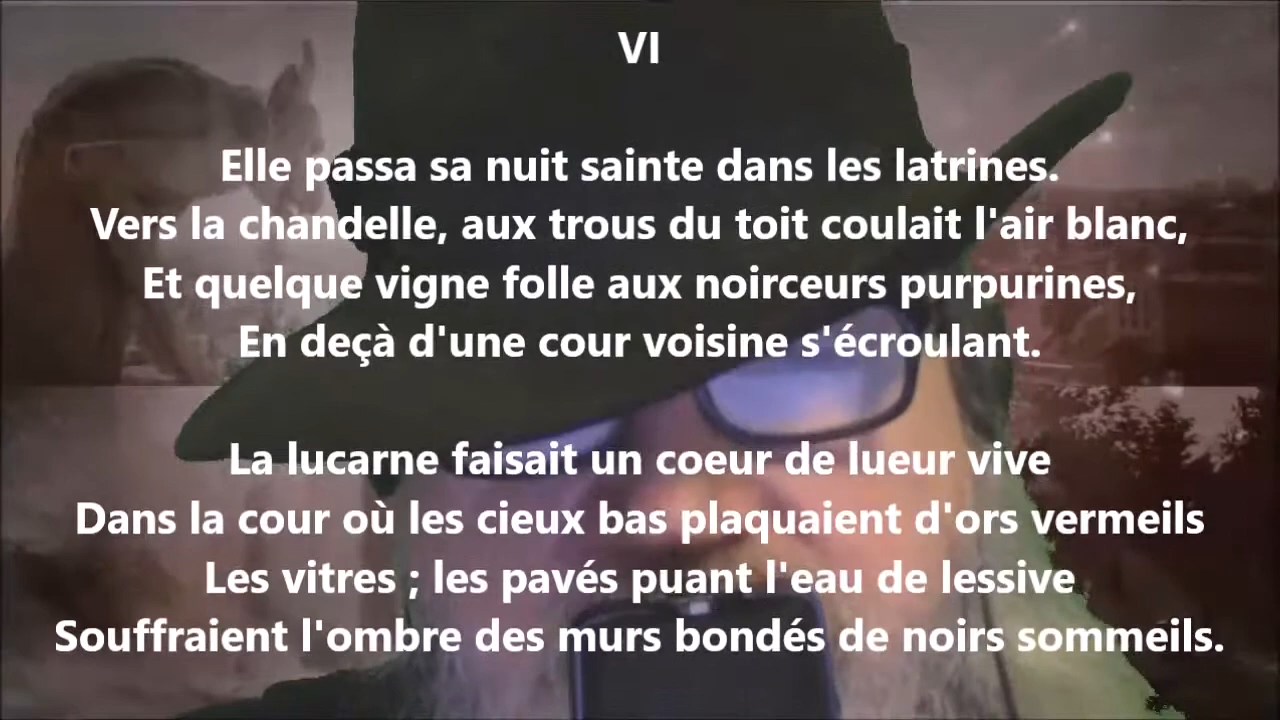 VI
Elle passa sa nuit sainte dans les latrines.
Vers la chandelle, aux trous du toit coulait l'air blanc,
Et quelque vigne folle aux noirceurs purpurines,
En deçà d'une cour voisine s'écroulant.
La lucarne faisait un coeur de lueur vive
Dans la cour où les cieux bas plaquaient d'ors vermeils
Les vitres ; les pavés puant l'eau de lessive
Souffraient l'ombre des murs bondés de noirs sommeils.